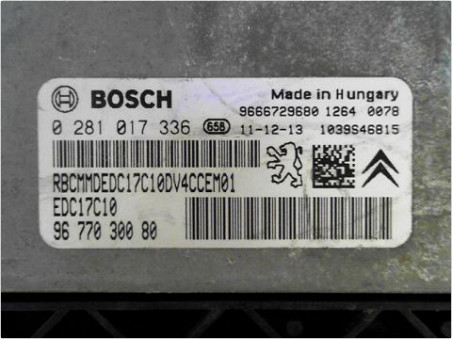 BOSCH Made in Hungary
9666729680 1264 0078
0 281 017 336 658 11-12-13 1039S46815
RBCMMDEDC17C10DV4CCEM01
EDC17C10
96 770 300 80